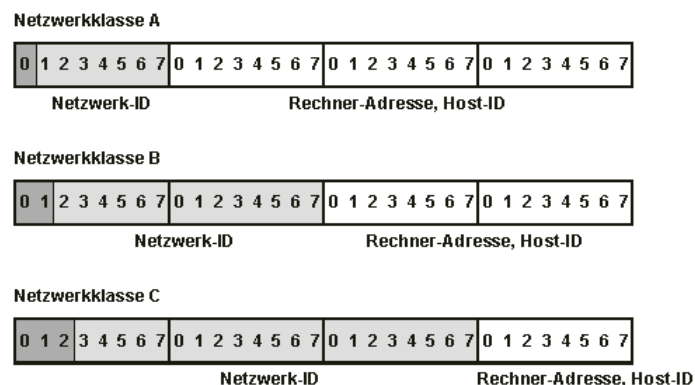 Netzwerkklasse A
0 1 2 3 4 5 6 7 0 1 2 3 4 5 6 7 0 1 2 3 4 5 6 7 0 1 2 3 4 5 6 7
Netzwerk-ID Rechner-Adresse, Host-ID
Netzwerkklasse B
0 1 2 3 4 5 6 7 0 1 2 3 4 5 6 7 0 1 2 3 4 5 6 7 0 1 2 3 4 5 6 7
Netzwerk-ID Rechner-Adresse, Host-ID
Netzwerkklasse C
0 1 2 3 4 5 6 7 0 1 2 3 4 5 6 7 0 1 2 3 4 5 6 7 0 1 2 3 4 5 6 7
Netzwerk-ID Rechner-Adresse, Host-ID